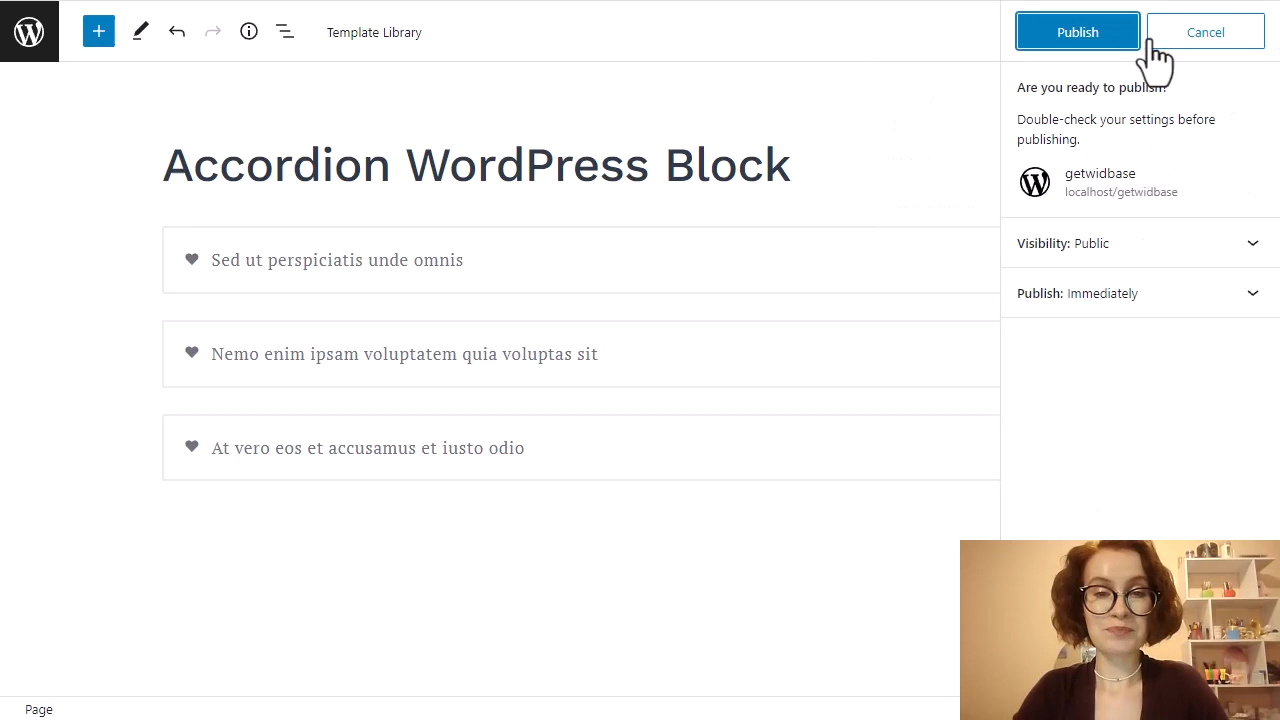 Template Library
Publish
Cancel
Accordion WordPress Block
Sed ut perspiciatis unde omnis
Nemo enim ipsam voluptatem quia voluptas sit
At vero eos et accusamus et iusto odio
Are you ready to publish?
Double-check your settings before
publishing.
getwidbase
localhost/getwidbase
Visibility: Public
Publish: Immediately
Page